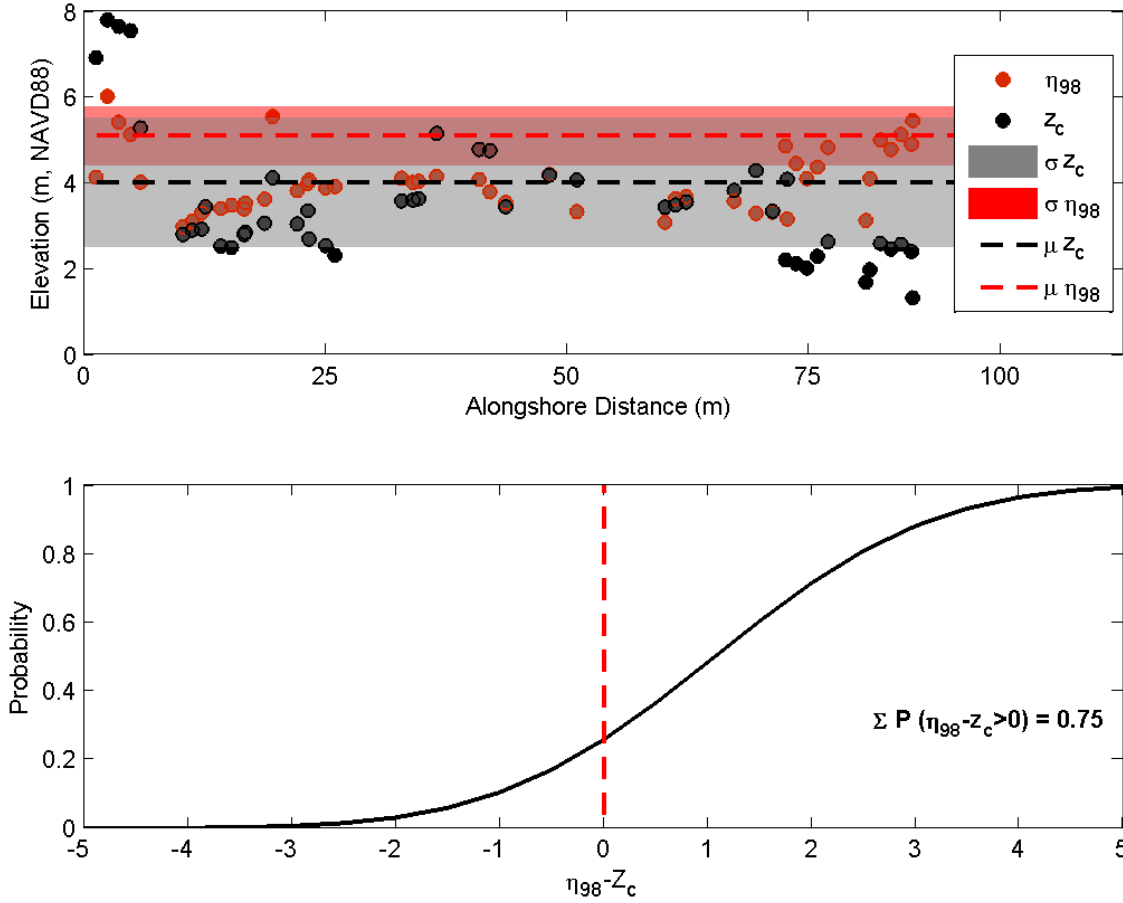 8
6
4
2
0
Elevation (m, NAVD88)
η98
Zc
σ Zc
σ η98
μ Zc
μ η98
0 25 50 75 100
Alongshore Distance (m)
1
0.8
0.6
0.4
0.2
0
Probability
Σ P (η98-zc>0) = 0.75
-5 -4 -3 -2 -1 0 1 2 3 4 5
η98-Zc